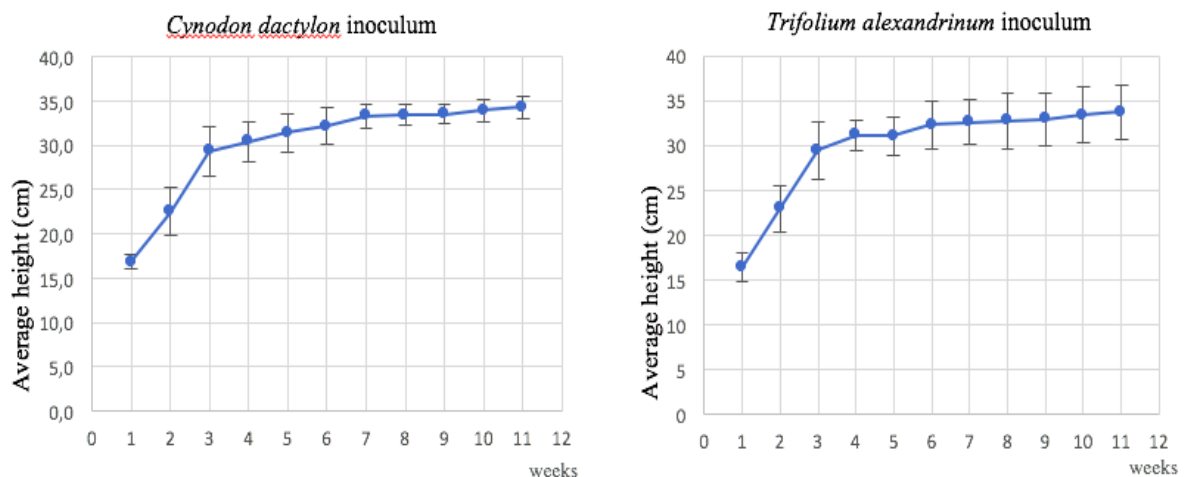 Cynodon dactylon inoculum
40,0
35,0
30,0
25,0
20,0
15,0
10,0
5,0
0,0
Average height (cm)
0 1 2 3 4 5 6 7 8 9 10 11 12
weeks
Trifolium alexandrinum inoculum
40
35
30
25
20
15
10
5
0
Average height (cm)
0 1 2 3 4 5 6 7 8 9 10 11 12
weeks